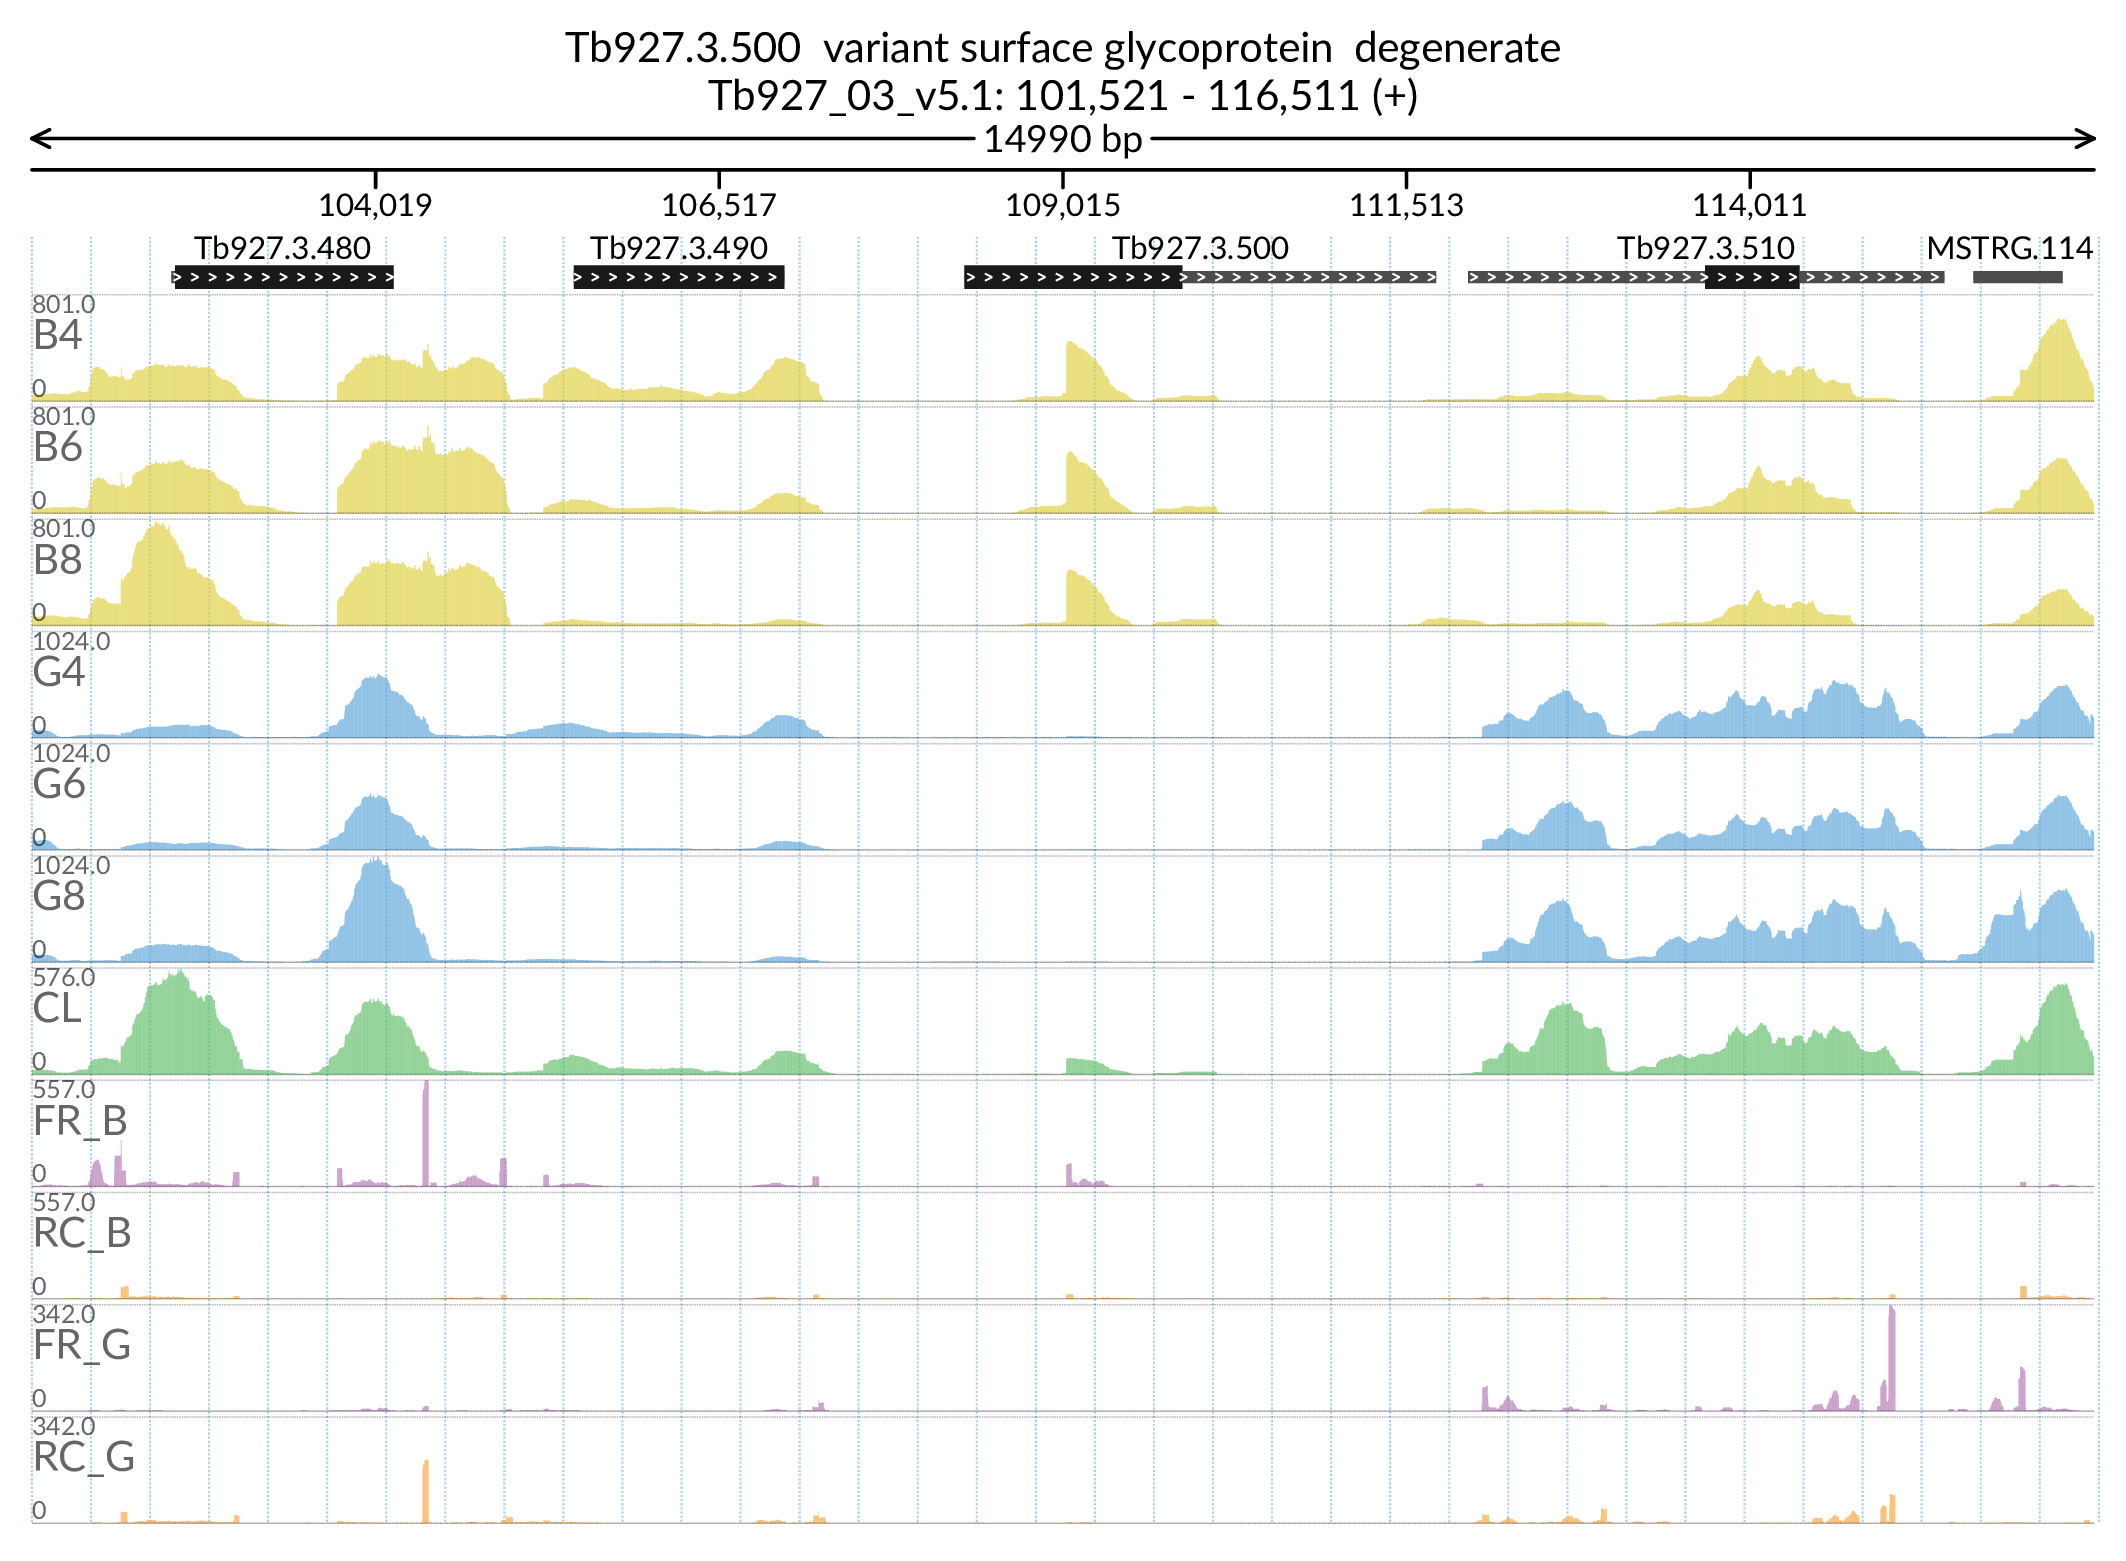 Tb927.3.500 variant surface glycoprotein degenerate
Tb927_03_v5.1: 101,521 - 116,511 (+)
14990 bp
104,019 106,517 109,015 111,513 114,011
Tb927.3.480 Tb927.3.490 Tb927.3.500 Tb927.3.510 MSTRG.114
801.0
B4
0
801.0
B6
0
801.0
B8
0
1024.0
G4
0
1024.0
G6
0
1024.0
G8
0
576.0
CL
0
557.0
FR_B
0
557.0
RC_B
0
342.0
FR_G
0
342.0
RC_G
0